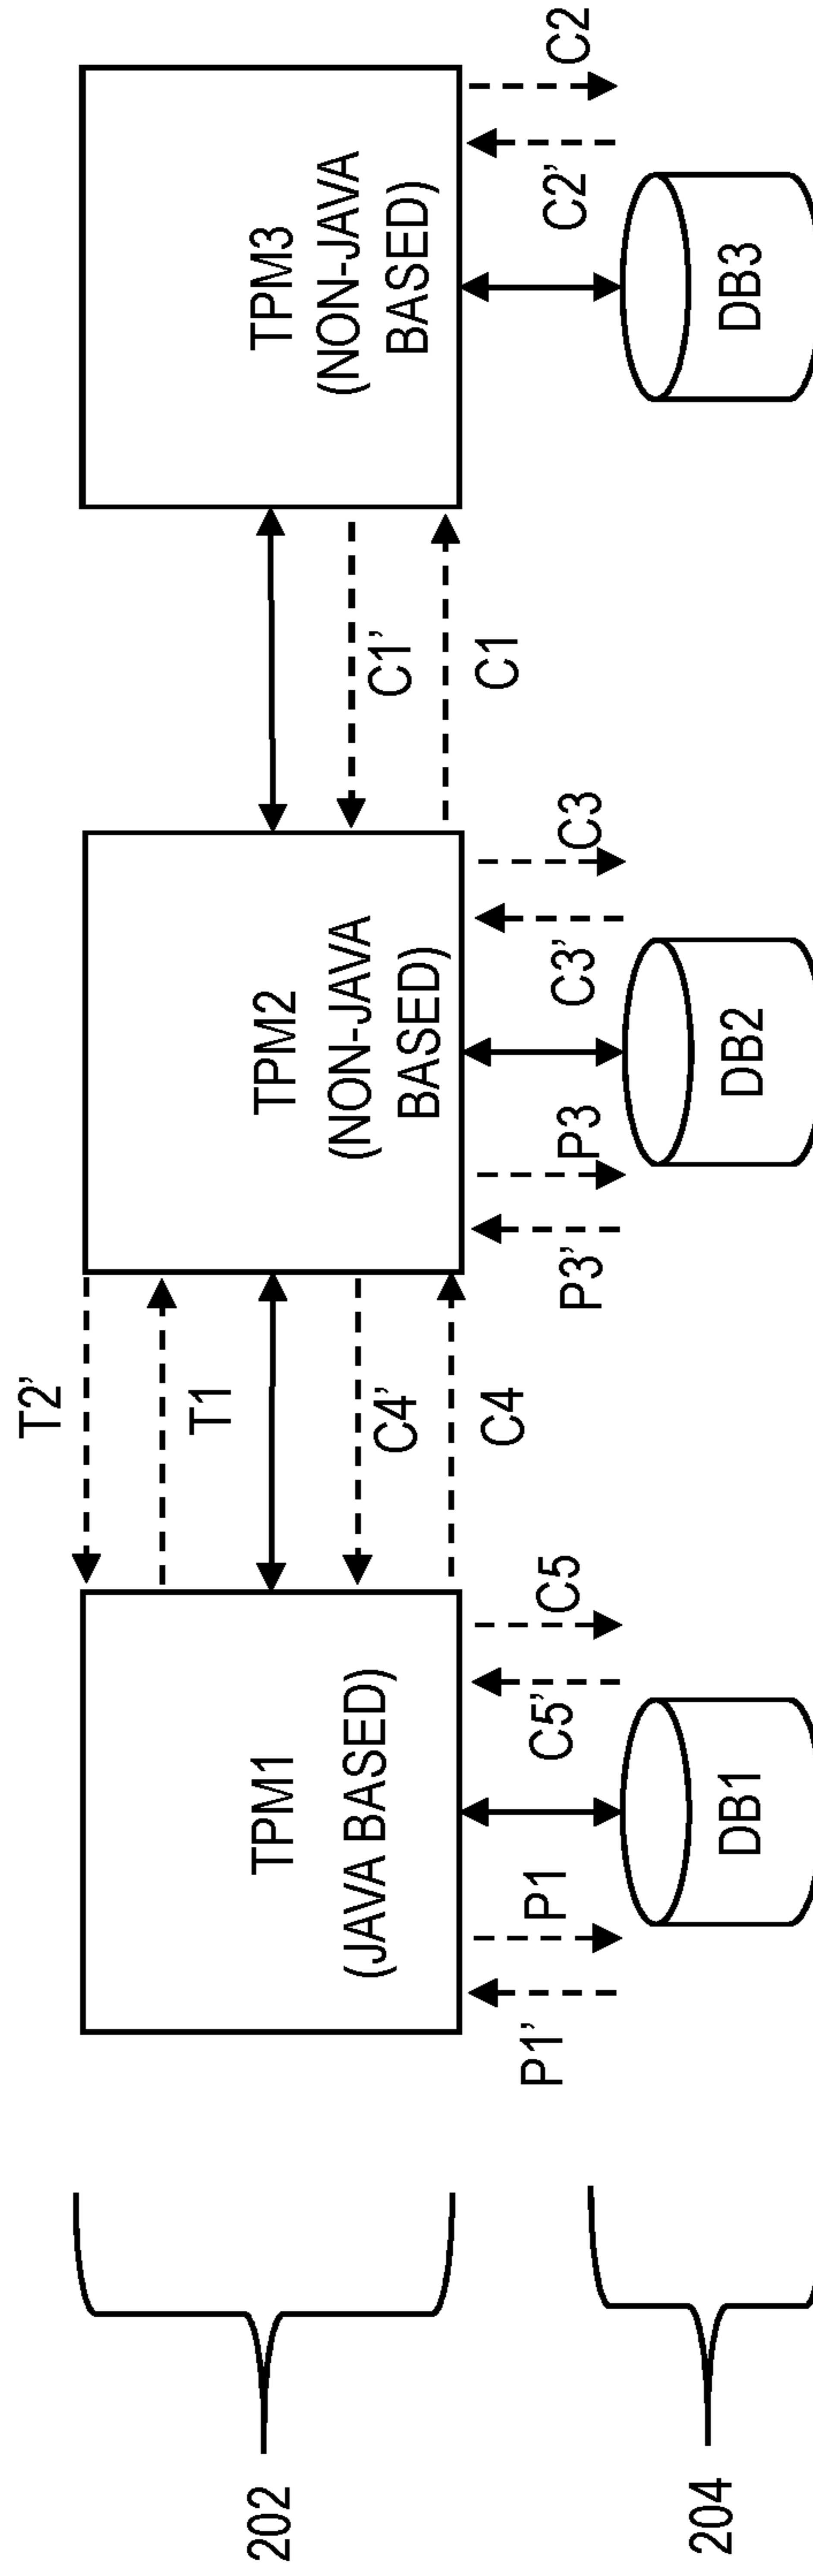 T2'
T1
C4'
C4
C1'
C1
TPM1
(JAVA BASED)
TPM2
(NON-JAVA
BASED)
TPM3
(NON-JAVA
BASED)
202
P1'
P1
C5'
C5
P3'
P3
C3'
C3
C2'
C2
DB1
DB2
DB3
204